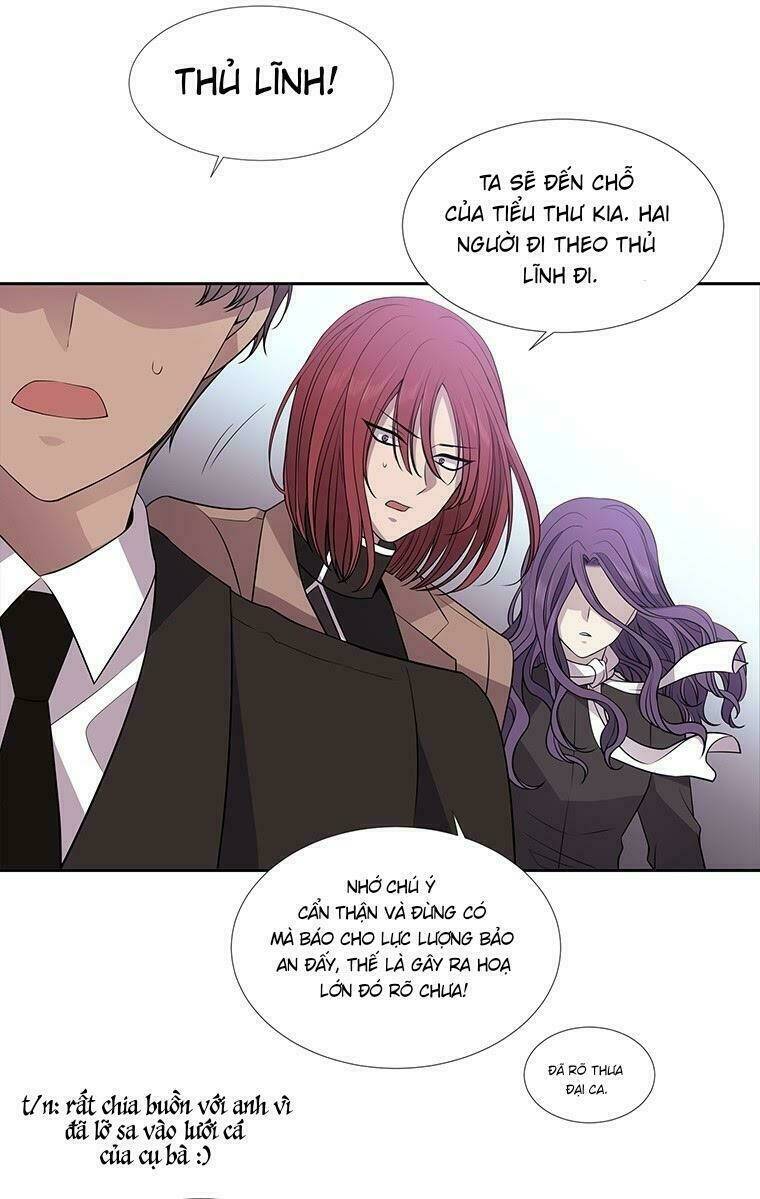 THỦ LĨNH!
TA SẼ ĐẾN CHỖ
CỦA TIỂU THƯ KIA. HAI
NGƯỜI ĐI THEO THỦ
LĨNH ĐI.
NHỚ CHÚ Ý
CẨN THẬN VÀ ĐỪNG CÓ
MÀ BÁO CHO LỰC LƯỢNG BẢO
AN ĐẤY, THẾ LÀ GÂY RA HOẠ
LỚN ĐÓ RÕ CHƯA!
ĐÃ RÕ THƯA
ĐẠI CA.
t/n: rất chia buồn với anh vì
đã lỡ sa vào lưới cá
của cụ bà :)